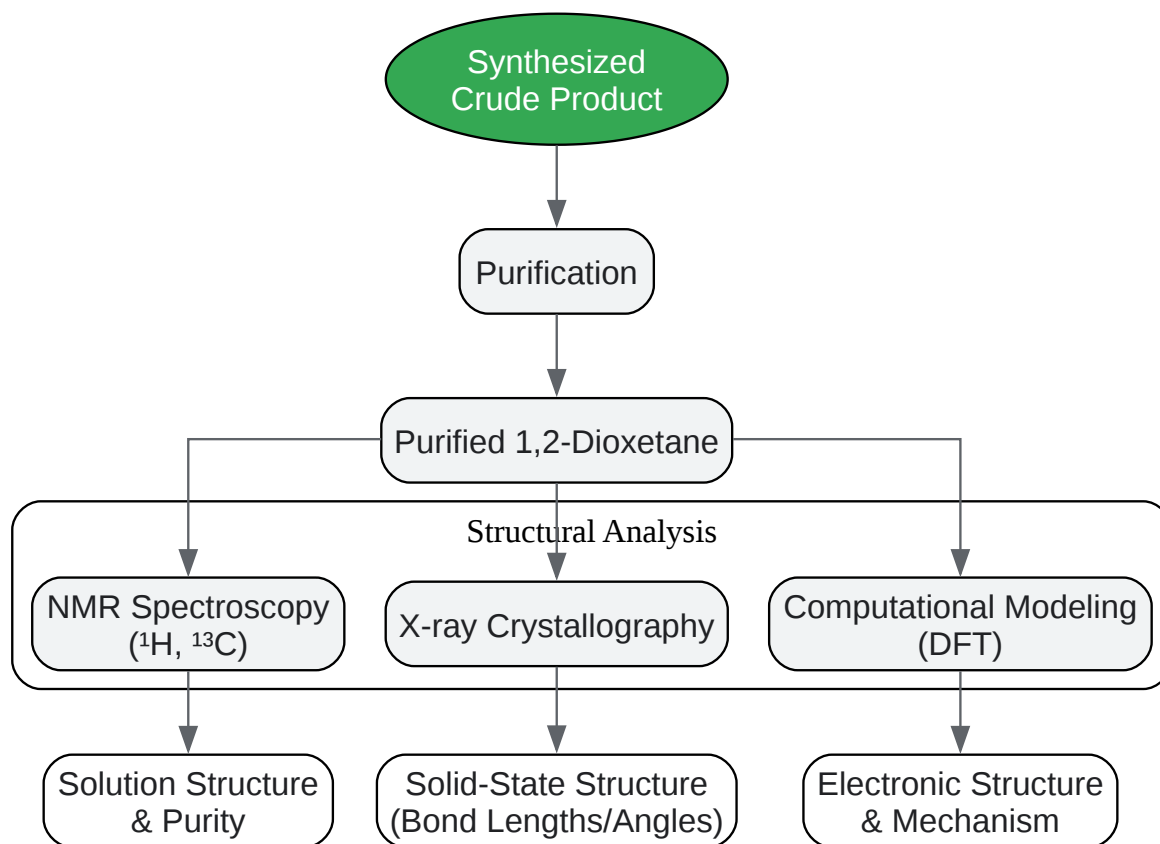 Synthesized
Crude Product
Purification
Purified 1,2-Dioxetane
Structural Analysis
NMR Spectroscopy
(¹H, ¹³C)
X-ray Crystallography
Computational Modeling
(DFT)
Solution Structure
& Purity
Solid-State Structure
(Bond Lengths/Angles)
Electronic Structure
& Mechanism